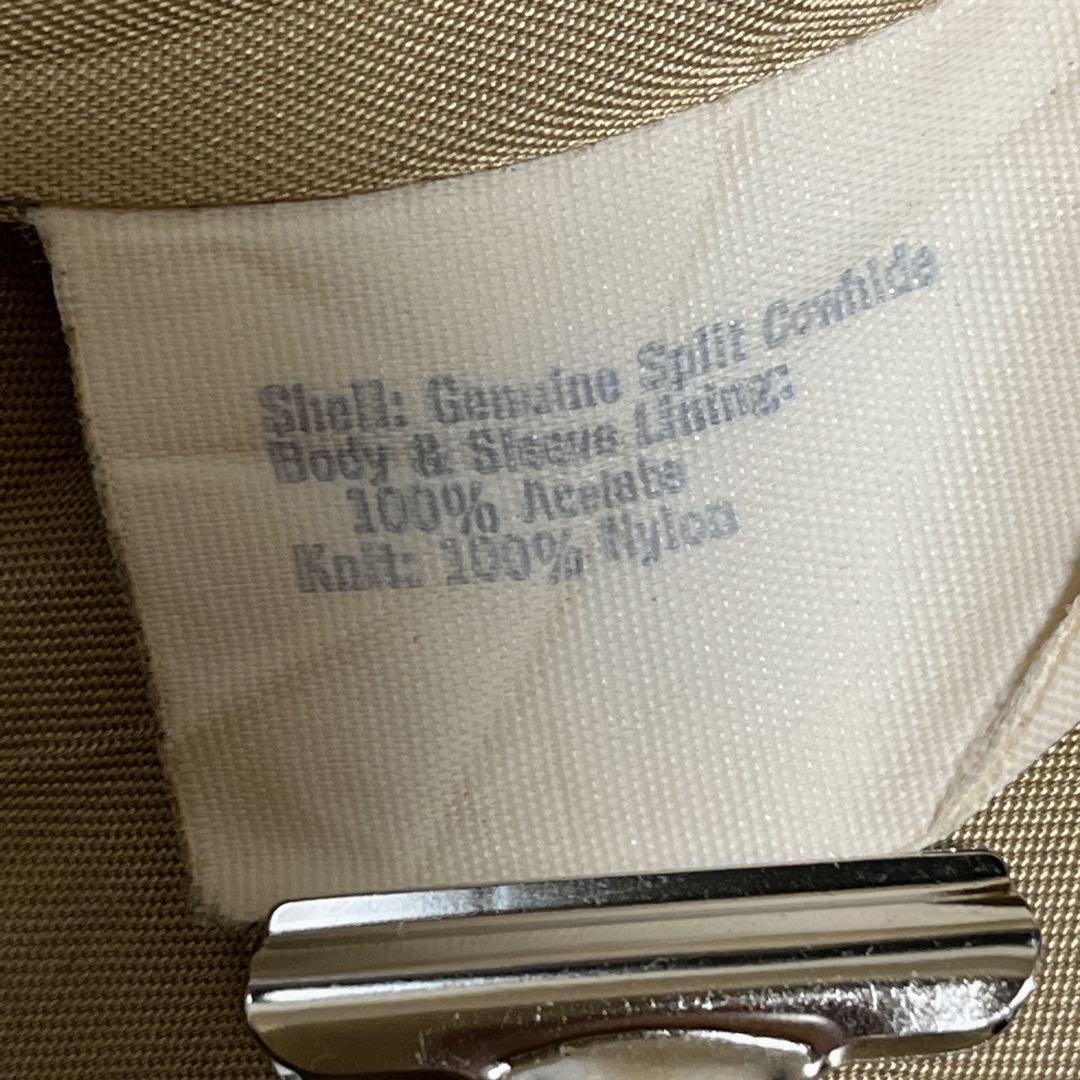 Shell: Genuine Split Cowhide
Body & Sleeve Lining:
100% Acetate
Knit: 100% Nylon